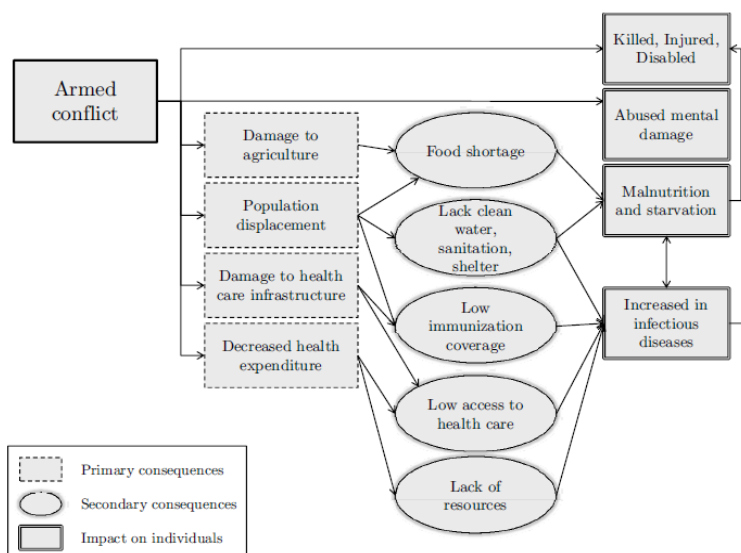 Armed
conflict
Killed, Injured,
Disabled
Abused mental
damage
Damage to
agriculture
Food shortage
Malnutrition
and starvation
Population
displacement
Lack clean
water,
sanitation,
shelter
Damage to health
care infrastructure
Low
immunization
coverage
Increased in
infectious
diseases
Decreased health
expenditure
Low access to
health care
Lack of
resources
Primary consequences
Secondary consequences
Impact on individuals